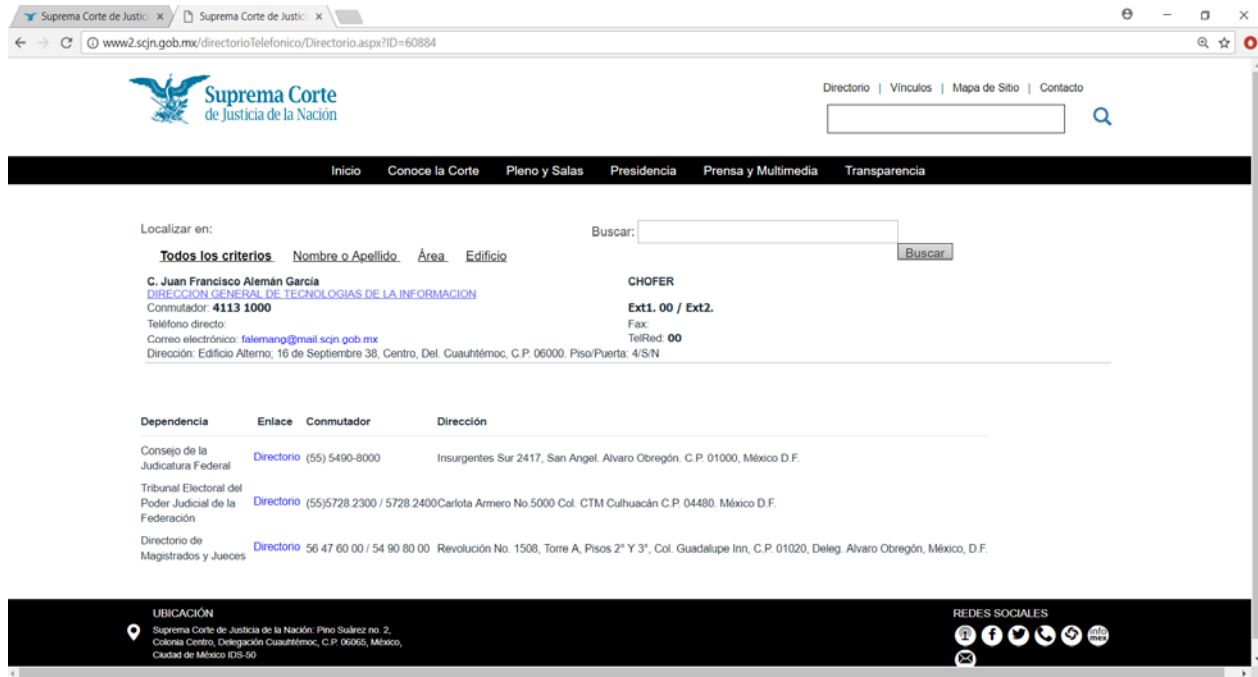 Suprema Corte de Justici
Suprema Corte de Justici
www2.scjn.gob.mx/directorioTelefonico/Directorio.aspx?ID=60884
Suprema Corte
de Justicia de la Nación
Directorio | Vínculos | Mapa de Sitio | Contacto
Inicio Conoce la Corte Pleno y Salas Presidencia Prensa y Multimedia Transparencia
Localizar en:
Buscar:
Buscar
Todos los criterios Nombre o Apellido Área Edificio
C. Juan Francisco Alemán García CHOFER
DIRECCION GENERAL DE TECNOLOGIAS DE LA INFORMACION
Conmutador: 4113 1000 Ext1. 00 / Ext2.
Teléfono directo: Fax:
Correo electrónico: falemang@mail.scjn.gob.mx TelRed: 00
Dirección: Edificio Alterno; 16 de Septiembre 38, Centro, Del. Cuauhtémoc, C.P. 06000. Piso/Puerta: 4/S/N
Dependencia Enlace Conmutador Dirección
Consejo de la
Judicatura Federal
Directorio (55) 5490-8000 Insurgentes Sur 2417, San Angel. Alvaro Obregón. C.P. 01000, México D.F.
Tribunal Electoral del
Poder Judicial de la
Federación
Directorio (55)5728.2300 / 5728.2400 Carlota Armero No.5000 Col. CTM Culhuacán C.P. 04480. México D.F.
Directorio de
Magistrados y Jueces
Directorio 56 47 60 00 / 54 90 80 00 Revolución No. 1508, Torre A, Pisos 2° Y 3°, Col. Guadalupe Inn, C.P. 01020, Deleg. Alvaro Obregón, México, D.F.
UBICACIÓN
Suprema Corte de Justicia de la Nación: Pino Suárez no. 2,
Colonia Centro, Delegación Cuauhtémoc, C.P. 06065, México,
Ciudad de México IDS-50
REDES SOCIALES
info
mex